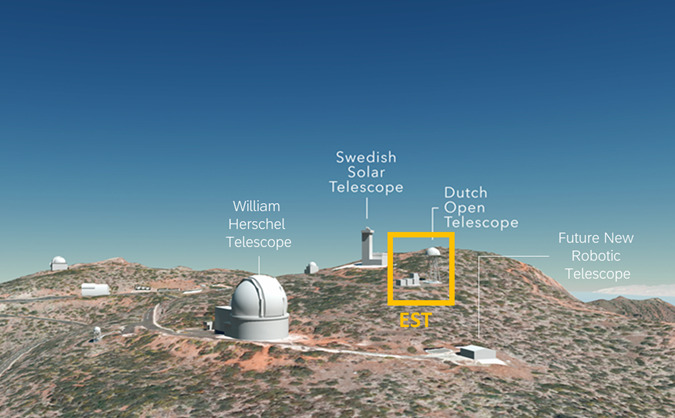 Swedish
Solar
Telescope
Dutch
Open
Telescope
William
Herschel
Telescope
Future New
Robotic
Telescope
EST